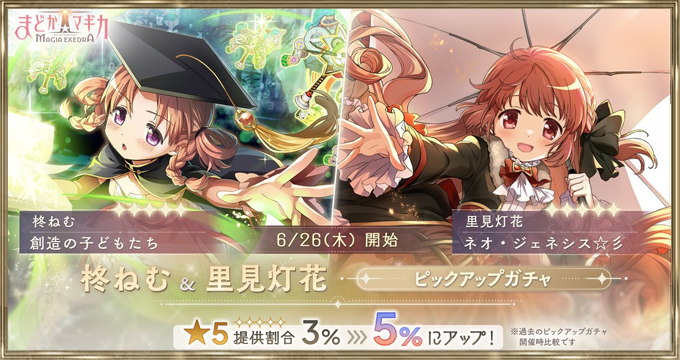 まどか☆マギカ
MAGIA EXEDRA
柊ねむ
創造の子どもたち
里見灯花
ネオ・ジェネシス☆彡
6/26(木) 開始
柊ねむ & 里見灯花
ピックアップガチャ
★5 提供割合 3% >>> 5%にアップ!
※過去のピックアップガチャ
開催時比較です